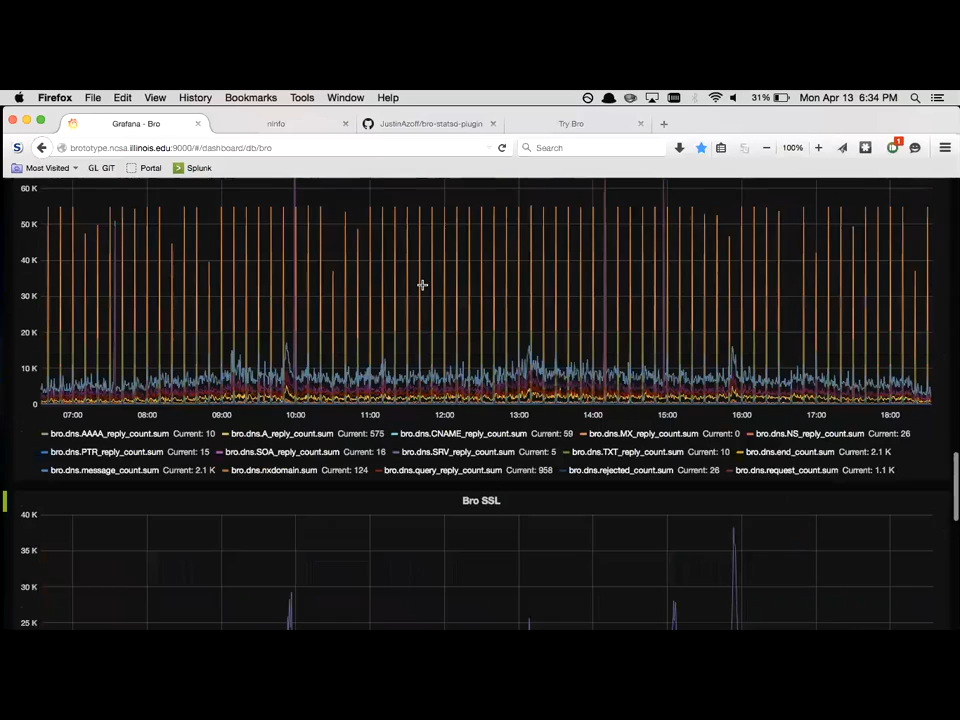 Firefox File Edit View History Bookmarks Tools Window Help 31% Mon Apr 13 6:34 PM
Grafana - Bro × ninfo × JustinAzoff/bro-statsd-plugin × Try Bro × +
brototype.ncsa.illinois.edu:9000/#/dashboard/db/bro Search 100% 1
Most Visited GL GIT Portal Splunk
60 K
50 K
40 K
30 K
20 K
10 K
0
07:00 08:00 09:00 10:00 11:00 12:00 13:00 14:00 15:00 16:00 17:00 18:00
bro.dns.AAAA_reply_count.sum Current: 10 bro.dns.A_reply_count.sum Current: 575 bro.dns.CNAME_reply_count.sum Current: 59 bro.dns.MX_reply_count.sum Current: 0 bro.dns.NS_reply_count.sum Current: 26
bro.dns.PTR_reply_count.sum Current: 15 bro.dns.SOA_reply_count.sum Current: 16 bro.dns.SRV_reply_count.sum Current: 5 bro.dns.TXT_reply_count.sum Current: 10 bro.dns.end_count.sum Current: 2.1 K
bro.dns.message_count.sum Current: 2.1 K bro.dns.nxdomain.sum Current: 124 bro.dns.query_reply_count.sum Current: 958 bro.dns.rejected_count.sum Current: 26 bro.dns.request_count.sum Current: 1.1 K
Bro SSL
40 K
35 K
30 K
25 K